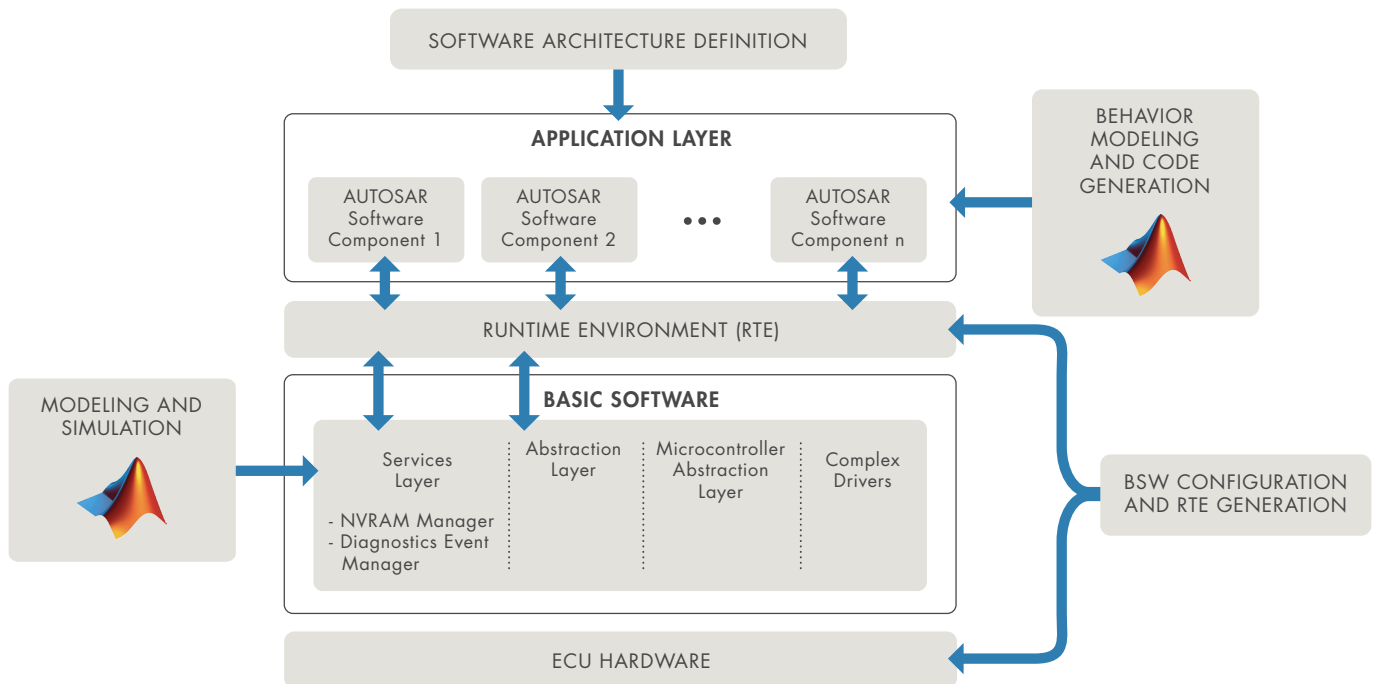 SOFTWARE ARCHITECTURE DEFINITION
APPLICATION LAYER
AUTOSAR
Software
Component 1
AUTOSAR
Software
Component 2
•••
AUTOSAR
Software
Component n
BEHAVIOR
MODELING
AND CODE
GENERATION
RUNTIME ENVIRONMENT (RTE)
MODELING AND
SIMULATION
BASIC SOFTWARE
Services
Layer
- NVRAM Manager
- Diagnostics Event
Manager
Abstraction
Layer
Microcontroller
Abstraction
Layer
Complex
Drivers
BSW CONFIGURATION
AND RTE GENERATION
ECU HARDWARE